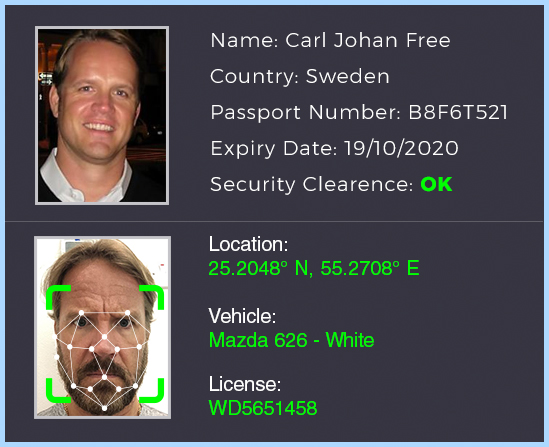 Name: Carl Johan Free
Country: Sweden
Passport Number: B8F6T521
Expiry Date: 19/10/2020
Security Clearence: OK
Location:
25.2048° N, 55.2708° E
Vehicle:
Mazda 626 - White
License:
WD5651458